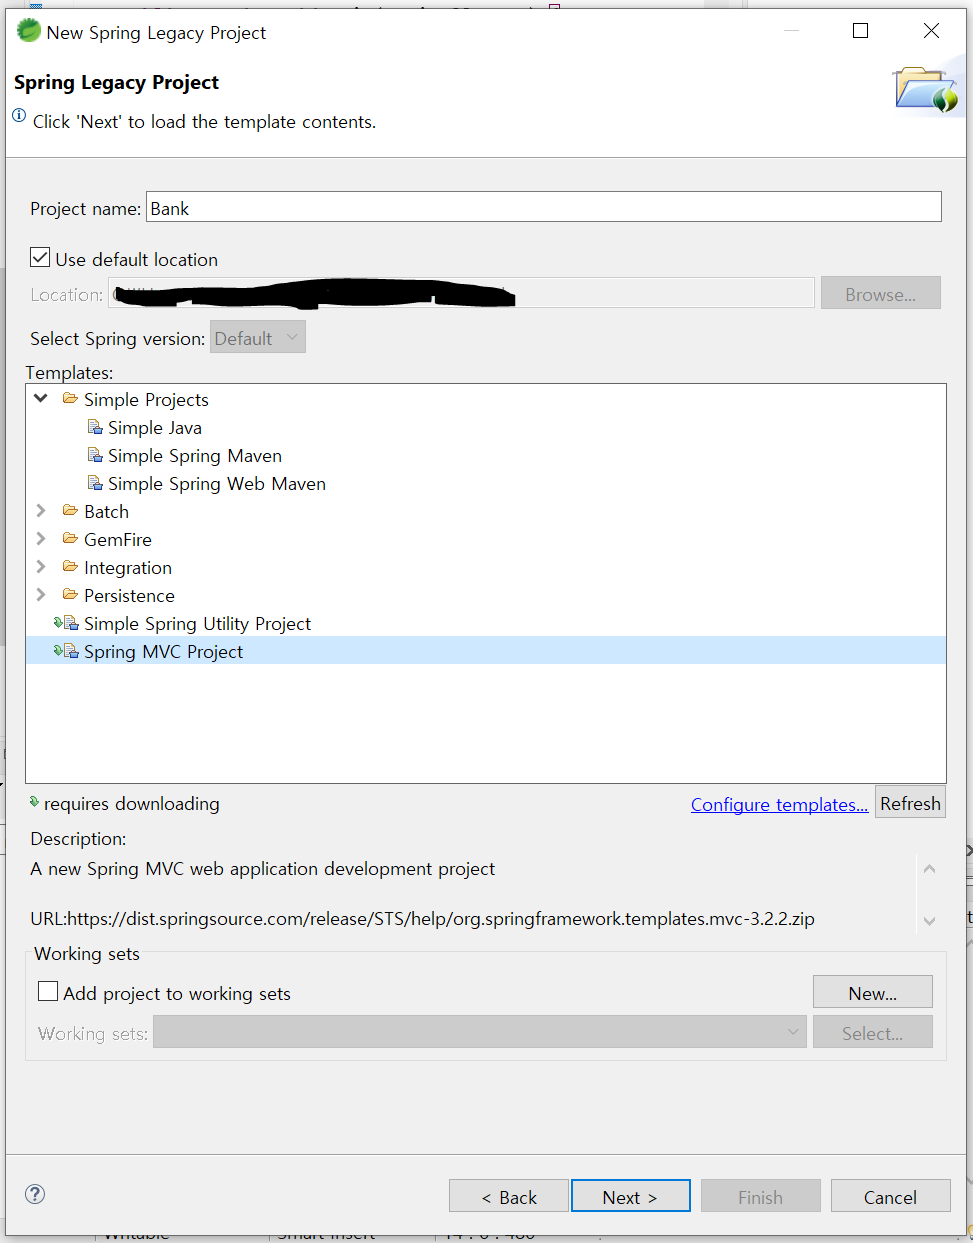 New Spring Legacy Project
Spring Legacy Project
Click 'Next' to load the template contents.
Project name: Bank
Use default location
Location: Browse...
Select Spring version: Default
Templates:
Simple Projects
Simple Java
Simple Spring Maven
Simple Spring Web Maven
Batch
GemFire
Integration
Persistence
Simple Spring Utility Project
Spring MVC Project
requires downloading
Configure templates... Refresh
Description:
A new Spring MVC web application development project
URL:https://dist.springsource.com/release/STS/help/org.springframework.templates.mvc-3.2.2.zip
Working sets
Add project to working sets New...
Working sets: Select...
? < Back Next > Finish Cancel